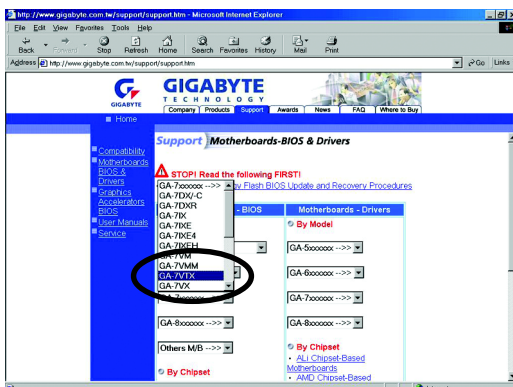 http://www.gigabyte.com.tw/support/support.htm - Microsoft Internet Explorer
File Edit View Favorites Tools Help
Back Forward Stop Refresh Home Search Favorites History Mail Print
Address http://www.gigabyte.com.tw/support/support.htm Go Links
GIGABYTE
GIGABYTE
TECHNOLOGY
Company Products Support Awards News FAQ Where to Buy
Home
Support Motherboards-BIOS & Drivers
Compatibility
Motherboards
BIOS &
Drivers
Graphics
Accelerators
BIOS
User Manuals
Service
STOP! Read the following FIRST!
Flash BIOS Update and Recovery Procedures
GA-7xxxxxx -->>
GA-7DX/-C
GA-7DXR
GA-7IX
GA-7IXE
GA-7IXE4
GA-7IXEH
GA-7VM
GA-7VMM
GA-7VTX
GA-7VX
- BIOS
GA-7xxxxxx -->>
GA-8xxxxxx -->>
Others M/B -->>
By Chipset
Motherboards - Drivers
By Model
GA-5xxxxxx -->>
GA-6xxxxxx -->>
GA-7xxxxxx -->>
GA-8xxxxxx -->>
By Chipset
ALi Chipset-Based
Motherboards
AMD Chipset-Based